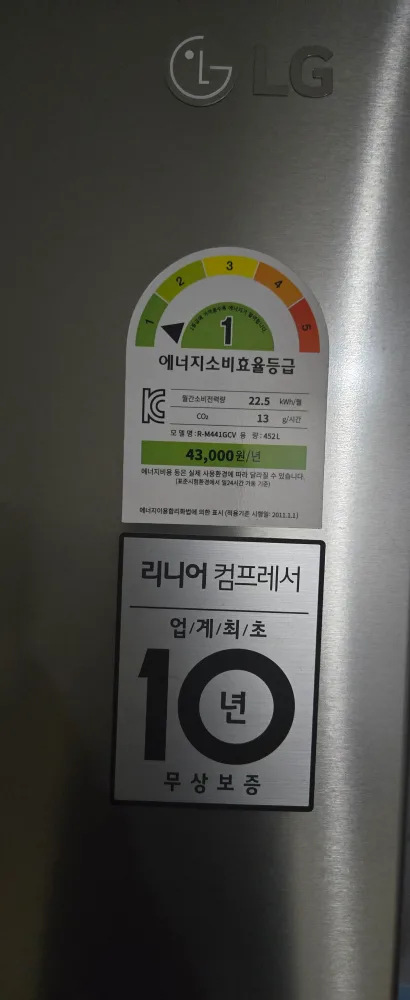 LG
1
2
3
4
5
1
에너지소비효율등급
월간소비전력량 22.5 kWh/월
CO₂ 13 g/시간
모델명 : R-M441GCV 용 량 : 452L
43,000원/년
에너지비용 등은 실제 사용환경에 따라 달라질 수 있습니다.
(표준시험환경에서 일24시간 가동 기준)
에너지이용합리화법에 의한 표시 (적용기준 시행일: 2011.1.1)
리니어 컴프레서
업/계/최/초
10년
무상보증